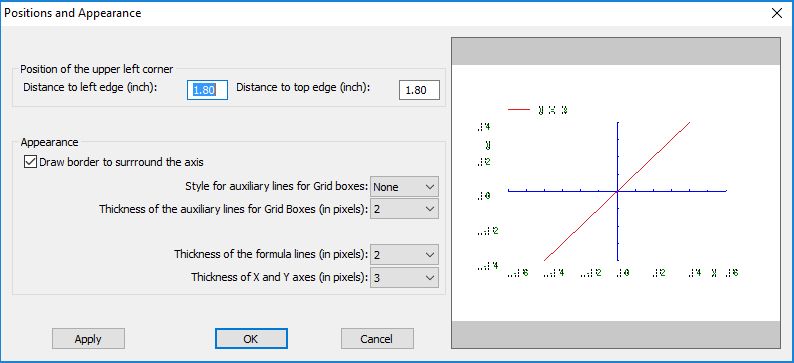 Positions and Appearance
Position of the upper left corner
Distance to left edge (inch): 1.80 Distance to top edge (inch): 1.80
Appearance
Draw border to surrround the axis
Style for auxiliary lines for Grid boxes: None
Thickness of the auxiliary lines for Grid Boxes (in pixels): 2
Thickness of the formula lines (in pixels): 2
Thickness of X and Y axes (in pixels): 3
Apply OK Cancel